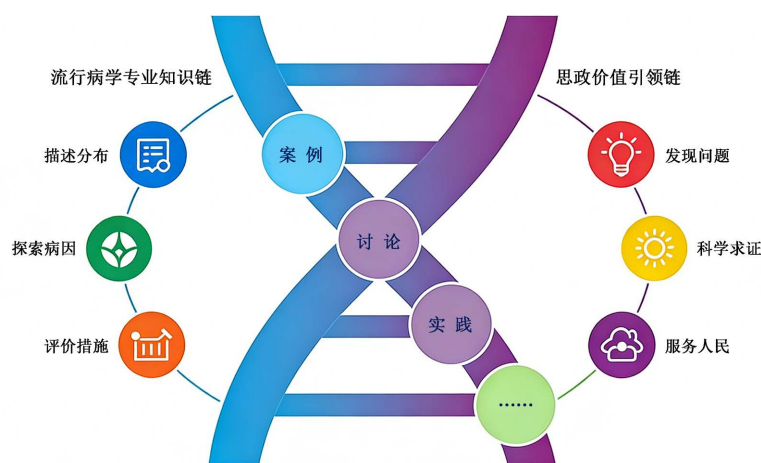 流行病学专业知识链
思政价值引领链
描述分布
案例
发现问题
讨论
探索病因
科学求证
实践
评价措施
服务人民
······